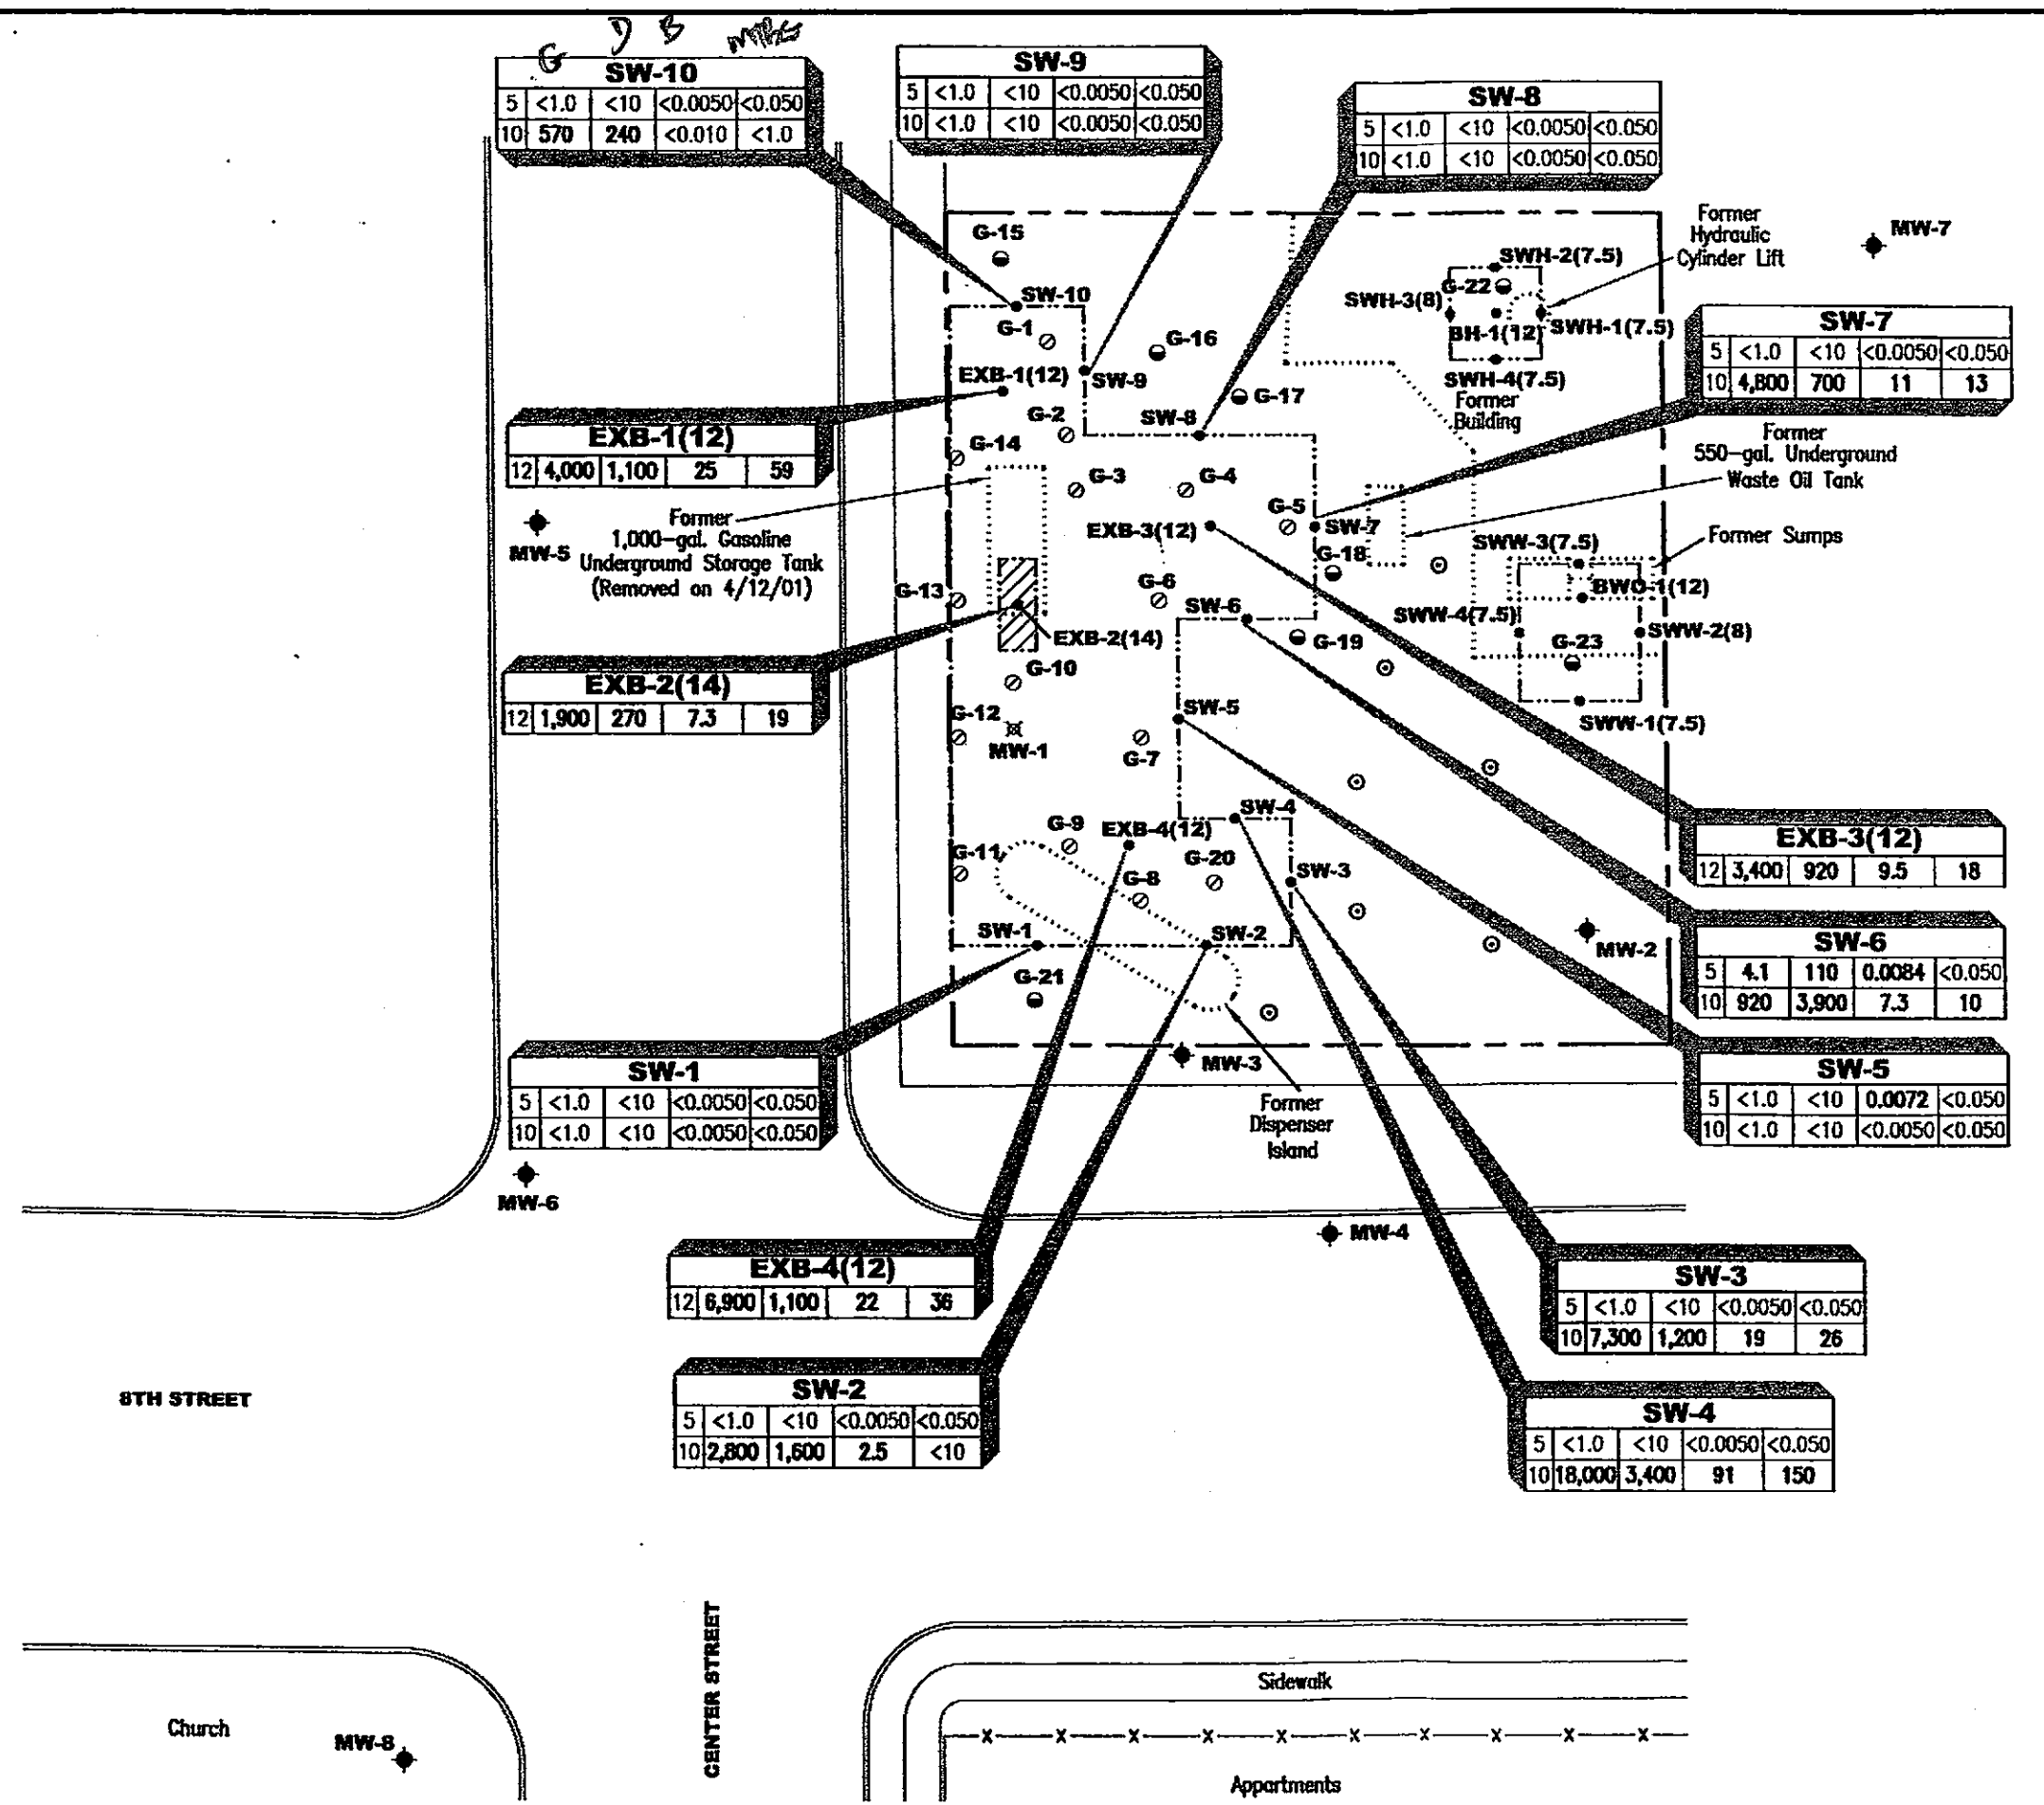 G D B
SW-10
5 <1.0 <10 <0.0050 <0.050
10 570 240 <0.010 <1.0
SW-9
5 <1.0 <10 <0.0050 <0.050
10 <1.0 <10 <0.0050 <0.050
SW-8
5 <1.0 <10 <0.0050 <0.050
10 <1.0 <10 <0.0050 <0.050
G-15
Former
Hydraulic
Cylinder Lift
MW-7
SWH-2(7.5)
G-22
SWH-3(8)
SW-10
G-1
BH-1(12)
SWH-1(7.5)
G-16
SW-7
5 <1.0 <10 <0.0050 <0.050
10 4,800 700 11 13
EXB-1(12)
SW-9
SWH-4(7.5)
Former
Building
G-17
G-2
SW-8
EXB-1(12)
12 4,000 1,100 25 59
G-14
Former
550-gal. Underground
Waste Oil Tank
G-3
G-4
G-5
SW-7
EXB-3(12)
MW-5
Former
1,000-gal. Gasoline
Underground Storage Tank
(Removed on 4/12/01)
G-18
SWW-3(7.5)
Former Sumps
G-13
G-6
BWO-1(12)
SW-6
SWW-4(7.5)
EXB-2(14)
G-19
SWW-2(8)
G-23
G-10
EXB-2(14)
12 1,900 270 7.3 19
G-12
SW-5
MW-1
G-7
SWW-1(7.5)
SW-4
G-9
EXB-4(12)
EXB-3(12)
12 3,400 920 9.5 18
G-11
G-20
SW-3
G-8
SW-1
SW-2
MW-2
SW-6
5 4.1 110 0.0084 <0.050
10 920 3,900 7.3 10
G-21
MW-3
SW-1
5 <1.0 <10 <0.0050 <0.050
10 <1.0 <10 <0.0050 <0.050
Former
Dispenser
Island
SW-5
5 <1.0 <10 0.0072 <0.050
10 <1.0 <10 <0.0050 <0.050
MW-6
MW-4
EXB-4(12)
12 6,900 1,100 22 36
SW-3
5 <1.0 <10 <0.0050 <0.050
10 7,300 1,200 19 26
8TH STREET
SW-2
5 <1.0 <10 <0.0050 <0.050
10 2,800 1,600 2.5 <10
SW-4
5 <1.0 <10 <0.0050 <0.050
10 18,000 3,400 91 150
CENTER STREET
Sidewalk
Church
MW-8
Appartments